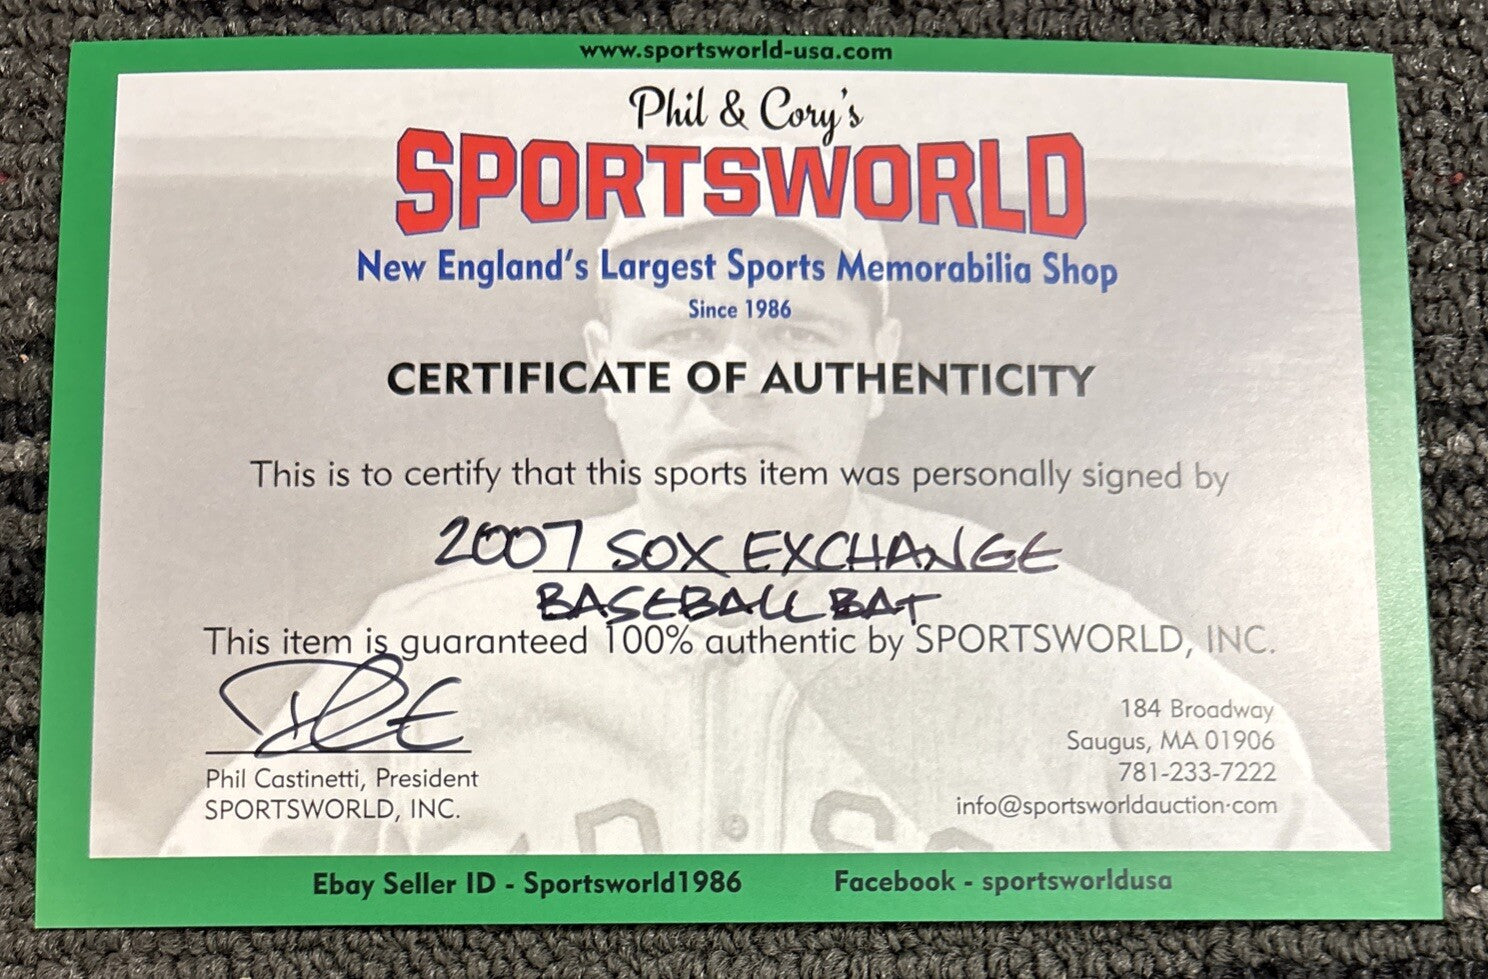 www.sportsworld-usa.com
Phil & Cory's
SPORTSWORLD
New England's Largest Sports Memorabilia Shop
Since 1986
CERTIFICATE OF AUTHENTICITY
This is to certify that this sports item was personally signed by
2007 SOX EXCHANGE
BASEBALL BAT
This item is guaranteed 100% authentic by SPORTSWORLD, INC.
Phil Castinetti, President
SPORTSWORLD, INC.
184 Broadway
Saugus, MA 01906
781-233-7222
info@sportsworldauction.com
Ebay Seller ID - Sportsworld1986
Facebook - sportsworldusa